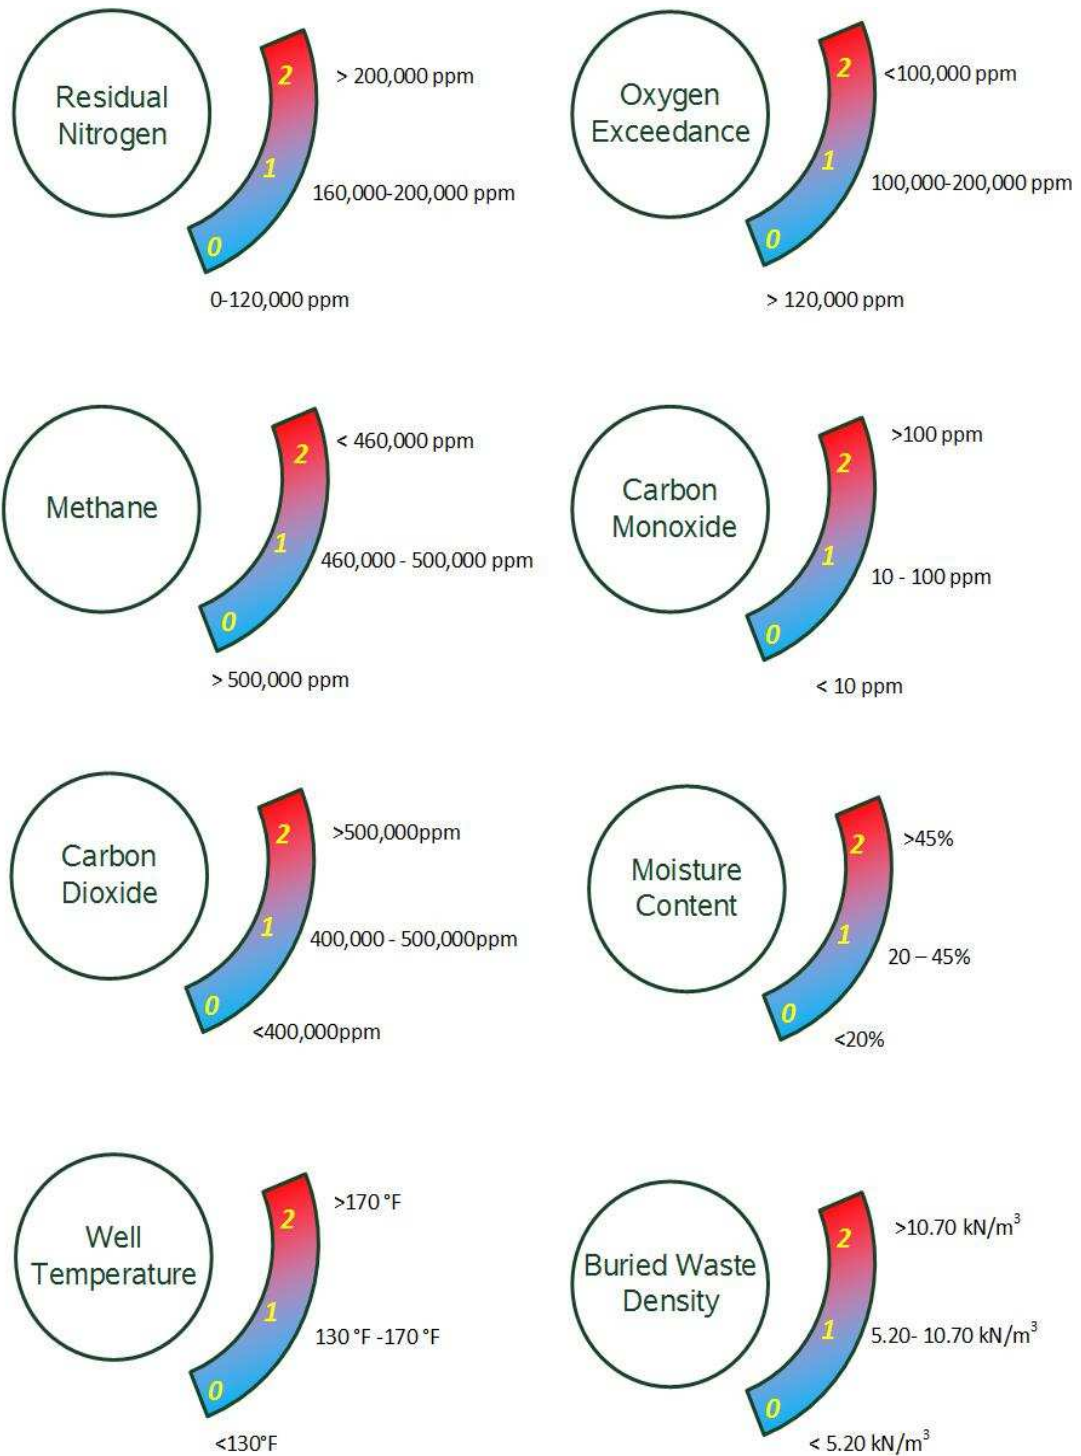 Residual
Nitrogen
2
> 200,000 ppm
1
160,000-200,000 ppm
0
0-120,000 ppm
Oxygen
Exceedance
2
<100,000 ppm
1
100,000-200,000 ppm
0
> 120,000 ppm
Methane
2
< 460,000 ppm
1
460,000 - 500,000 ppm
0
> 500,000 ppm
Carbon
Monoxide
2
>100 ppm
1
10 - 100 ppm
0
< 10 ppm
Carbon
Dioxide
2
>500,000ppm
1
400,000 - 500,000ppm
0
<400,000ppm
Moisture
Content
2
>45%
1
20 – 45%
0
<20%
Well
Temperature
2
>170 °F
1
130 °F -170 °F
0
<130°F
Buried Waste
Density
2
>10.70 kN/m³
1
5.20- 10.70 kN/m³
0
< 5.20 kN/m³